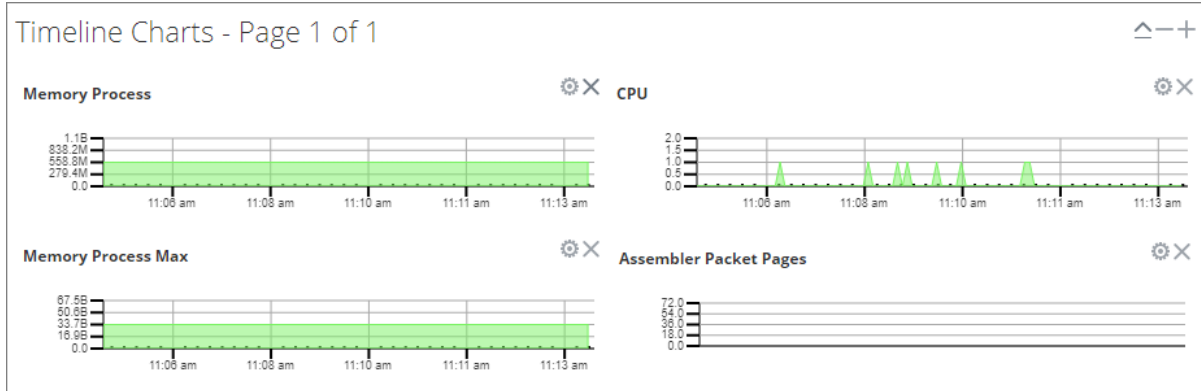 Timeline Charts - Page 1 of 1
Memory Process
1.1B
838.2M
558.8M
279.4M
0.0
11:06 am 11:08 am 11:10 am 11:11 am 11:13 am
CPU
2.0
1.5
1.0
0.5
0.0
11:06 am 11:08 am 11:10 am 11:11 am 11:13 am
Memory Process Max
67.5B
50.6B
33.7B
16.9B
0.0
11:06 am 11:08 am 11:10 am 11:11 am 11:13 am
Assembler Packet Pages
72.0
54.0
36.0
18.0
0.0